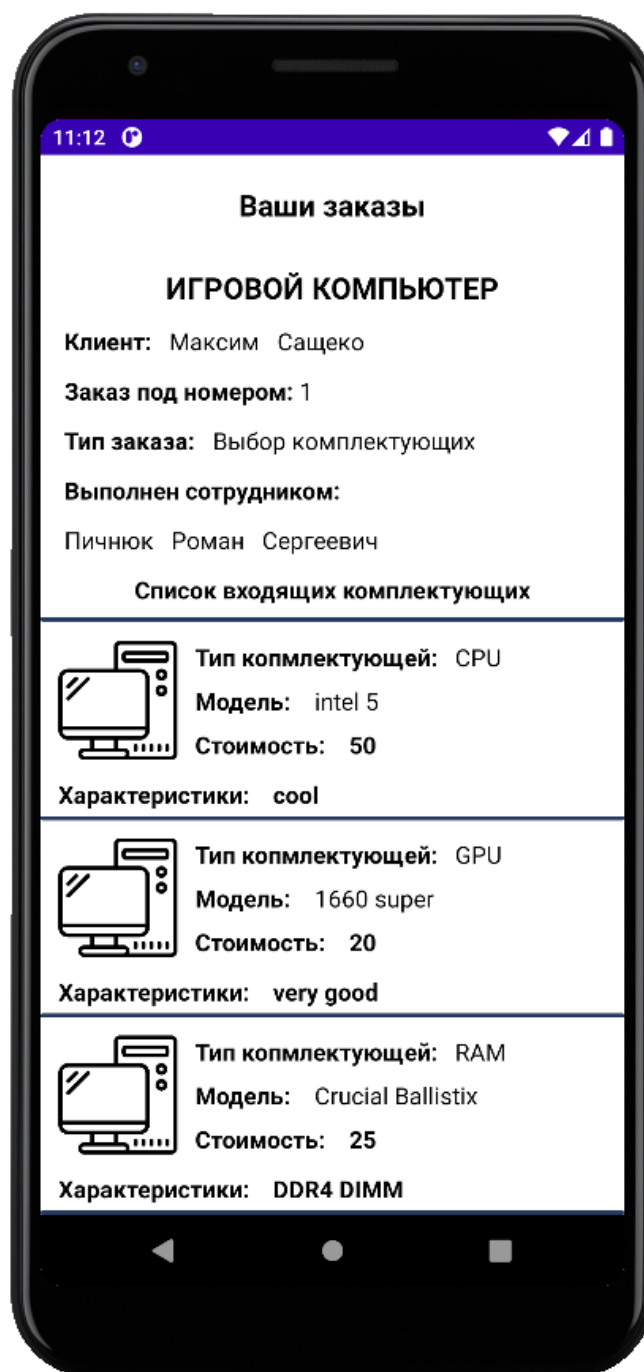 11:12
Ваши заказы
ИГРОВОЙ КОМПЬЮТЕР
Клиент: Максим Сащеко
Заказ под номером: 1
Тип заказа: Выбор комплектующих
Выполнен сотрудником:
Пичнюк Роман Сергеевич
Список входящих комплектующих
Тип копмлектующей: CPU
Модель: intel 5
Стоимость: 50
Характеристики: cool
Тип копмлектующей: GPU
Модель: 1660 super
Стоимость: 20
Характеристики: very good
Тип копмлектующей: RAM
Модель: Crucial Ballistix
Стоимость: 25
Характеристики: DDR4 DIMM